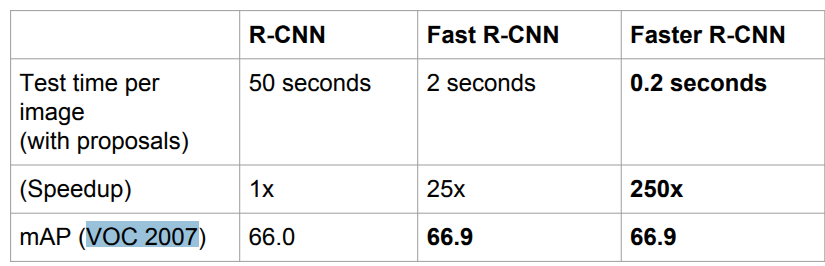 R-CNN Fast R-CNN Faster R-CNN
Test time per 50 seconds 2 seconds 0.2 seconds
image
(with proposals)
(Speedup) 1x 25x 250x
mAP (VOC 2007) 66.0 66.9 66.9